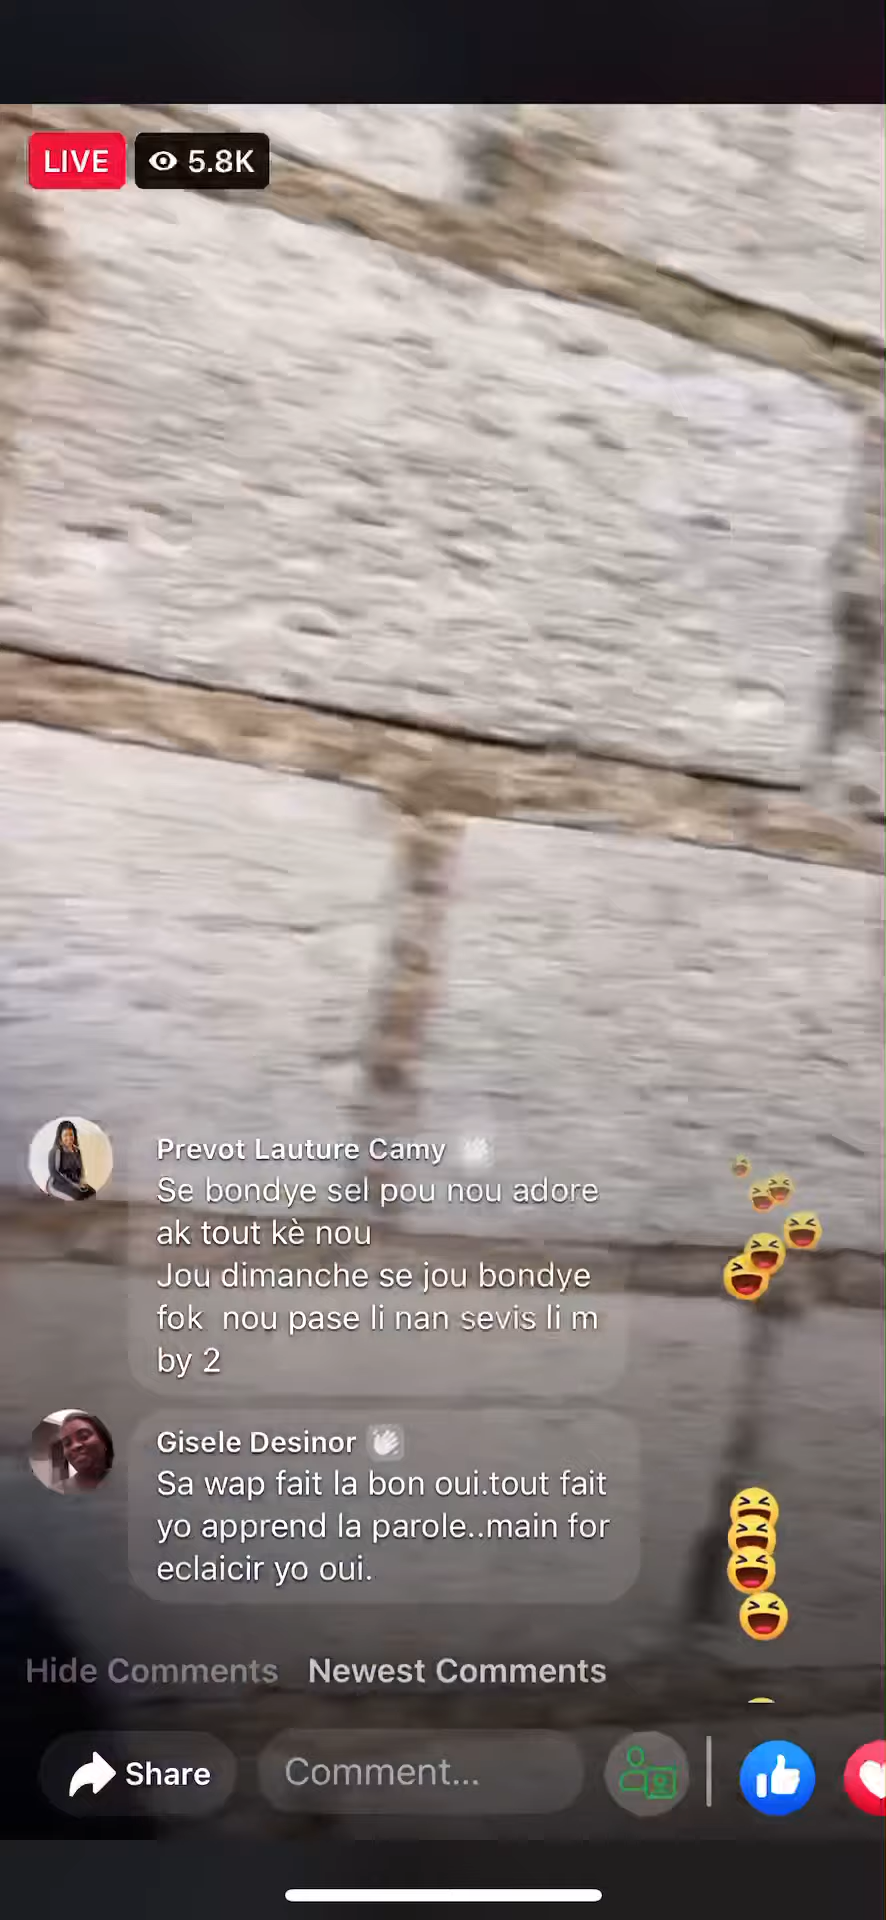 LIVE 5.8K
Prevot Lauture Camy
Se bondye sel pou nou adore
ak tout kè nou
Jou dimanche se jou bondye
fok  nou pase li nan sevis li m
by 2
Gisele Desinor
Sa wap fait la bon oui.tout fait
yo apprend la parole..main for
eclaicir yo oui.
Hide Comments Newest Comments
Share Comment...